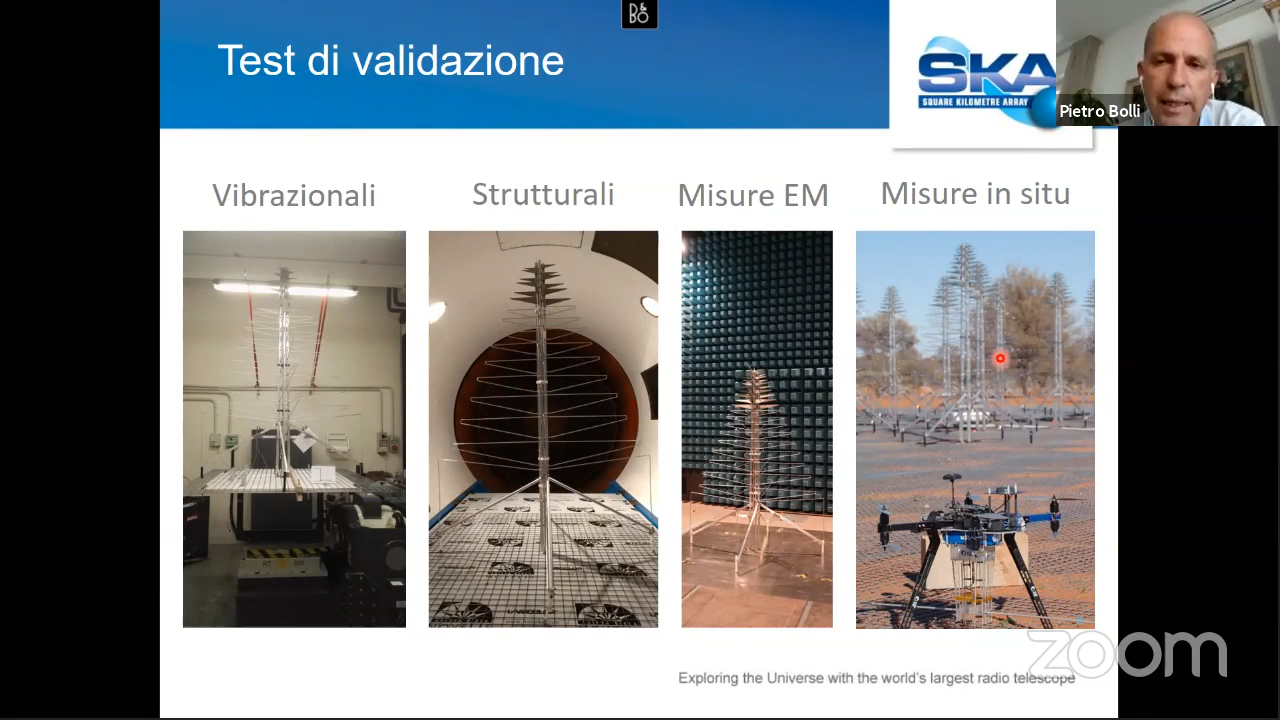 B&O
Test di validazione
SKA
SQUARE KILOMETRE ARRAY
Pietro Bolli
Vibrazionali
Strutturali
Misure EM
Misure in situ
Exploring the Universe with the world's largest radio telescope
zoom